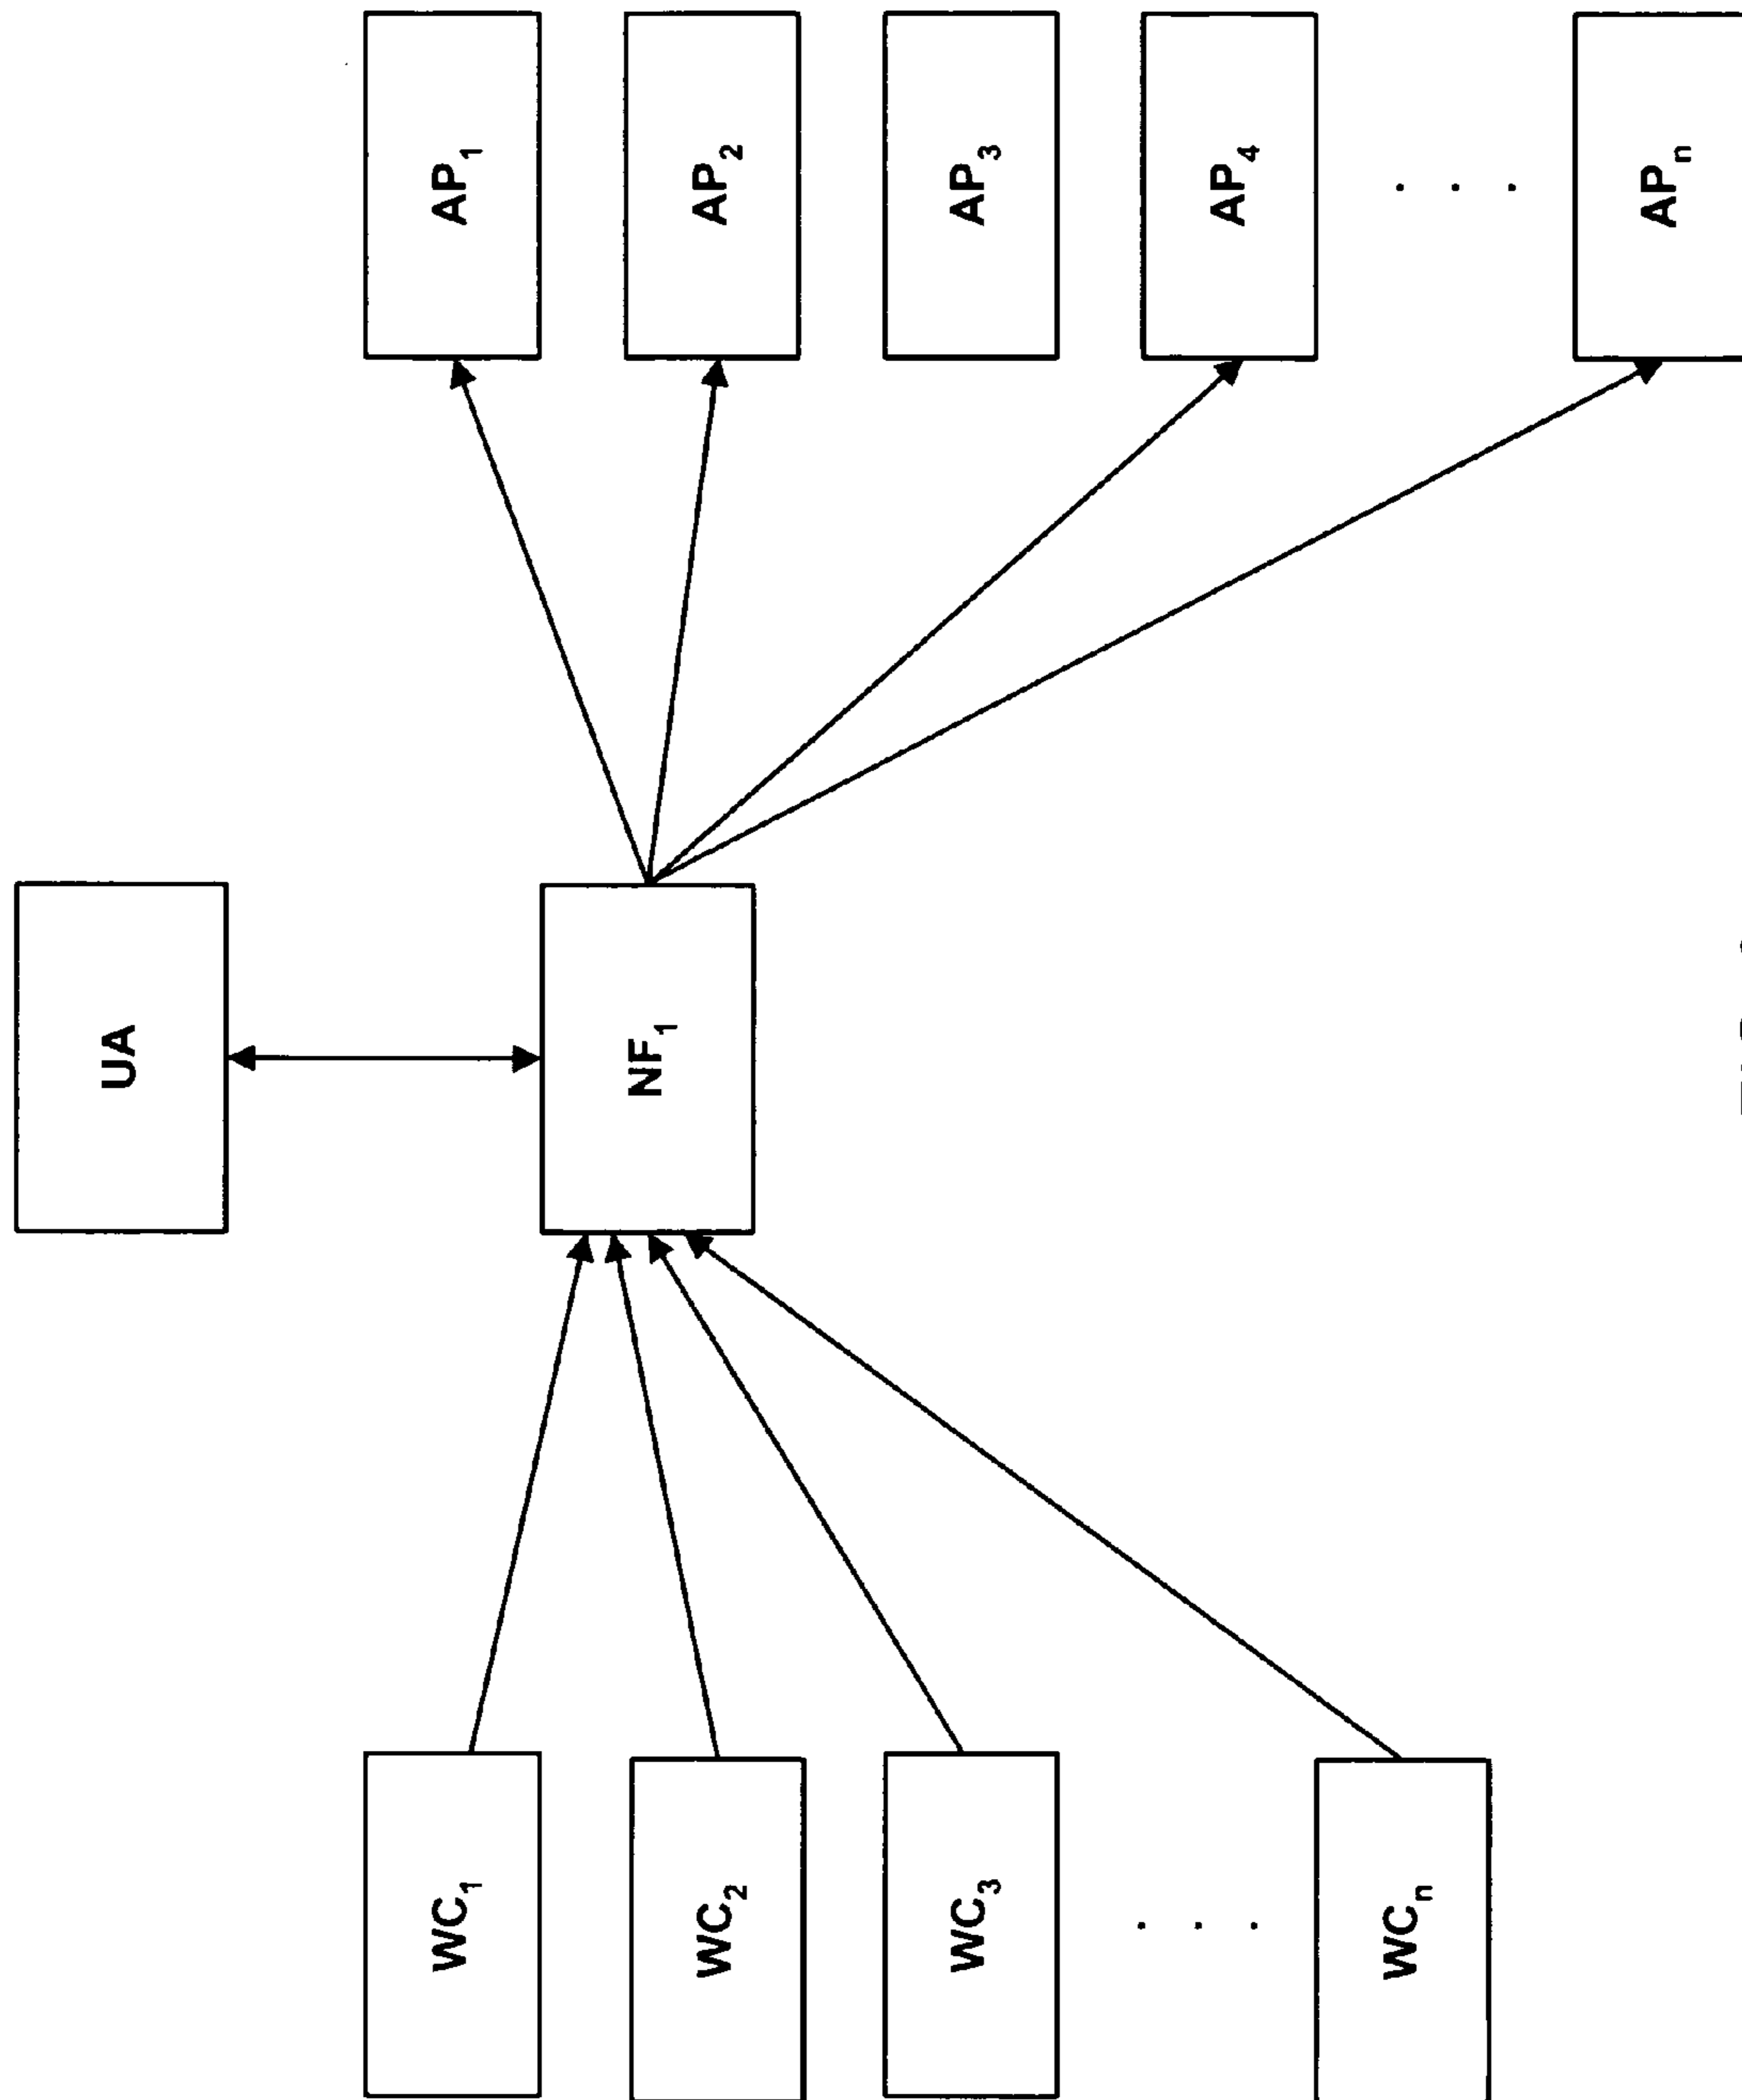 UA
NF1
WC1
WC2
WC3
. . .
WCn
AP1
AP2
AP3
AP4
. . .
APn